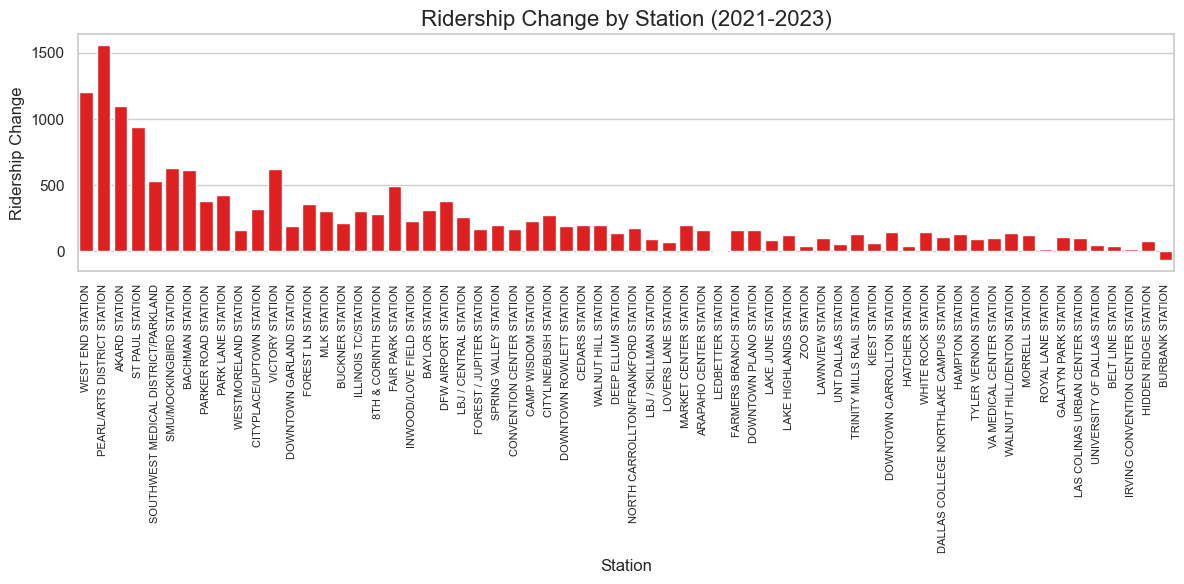 Ridership Change by Station (2021-2023)
Ridership Change
1500
1000
500
0
WEST END STATION
PEARL/ARTS DISTRICT STATION
AKARD STATION
ST PAUL STATION
SOUTHWEST MEDICAL DISTRICT/PARKLAND
SMU/MOCKINGBIRD STATION
BACHMAN STATION
PARKER ROAD STATION
PARK LANE STATION
WESTMORELAND STATION
CITYPLACE/UPTOWN STATION
VICTORY STATION
DOWNTOWN GARLAND STATION
FOREST LN STATION
MLK STATION
BUCKNER STATION
ILLINOIS TC/STATION
8TH & CORINTH STATION
FAIR PARK STATION
INWOOD/LOVE FIELD STATION
BAYLOR STATION
DFW AIRPORT STATION
LBJ / CENTRAL STATION
FOREST / JUPITER STATION
SPRING VALLEY STATION
CONVENTION CENTER STATION
CAMP WISDOM STATION
CITYLINE/BUSH STATION
DOWNTOWN ROWLETT STATION
CEDARS STATION
WALNUT HILL STATION
DEEP ELLUM STATION
NORTH CARROLLTON/FRANKFORD STATION
LBJ / SKILLMAN STATION
LOVERS LANE STATION
MARKET CENTER STATION
ARAPAHO CENTER STATION
LEDBETTER STATION
FARMERS BRANCH STATION
DOWNTOWN PLANO STATION
LAKE JUNE STATION
LAKE HIGHLANDS STATION
ZOO STATION
LAWNVIEW STATION
UNT DALLAS STATION
TRINITY MILLS RAIL STATION
KIEST STATION
DOWNTOWN CARROLLTON STATION
HATCHER STATION
WHITE ROCK STATION
DALLAS COLLEGE NORTHLAKE CAMPUS STATION
HAMPTON STATION
TYLER VERNON STATION
VA MEDICAL CENTER STATION
WALNUT HILL/DENTON STATION
MORRELL STATION
ROYAL LANE STATION
GALATYN PARK STATION
LAS COLINAS URBAN CENTER STATION
UNIVERSITY OF DALLAS STATION
BELT LINE STATION
IRVING CONVENTION CENTER STATION
HIDDEN RIDGE STATION
BURBANK STATION
Station